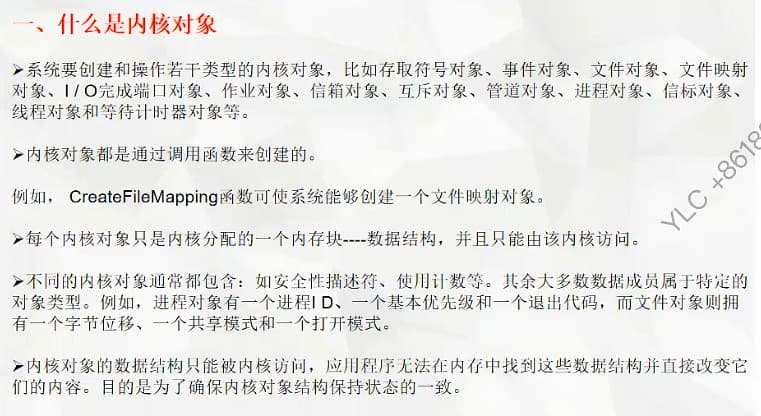 一、什么是内核对象
➢系统要创建和操作若干类型的内核对象，比如存取符号对象、事件对象、文件对象、文件映射
对象、I / O完成端口对象、作业对象、信箱对象、互斥对象、管道对象、进程对象、信标对象、
线程对象和等待计时器对象等。
➢内核对象都是通过调用函数来创建的。
例如， CreateFileMapping函数可使系统能够创建一个文件映射对象。
➢每个内核对象只是内核分配的一个内存块----数据结构，并且只能由该内核访问。
➢不同的内核对象通常都包含：如安全性描述符、使用计数等。其余大多数数据成员属于特定的
对象类型。例如，进程对象有一个进程I D、一个基本优先级和一个退出代码，而文件对象则拥
有一个字节位移、一个共享模式和一个打开模式。
➢内核对象的数据结构只能被内核访问，应用程序无法在内存中找到这些数据结构并直接改变它
们的内容。目的是为了确保内核对象结构保持状态的一致。
YLC +8618